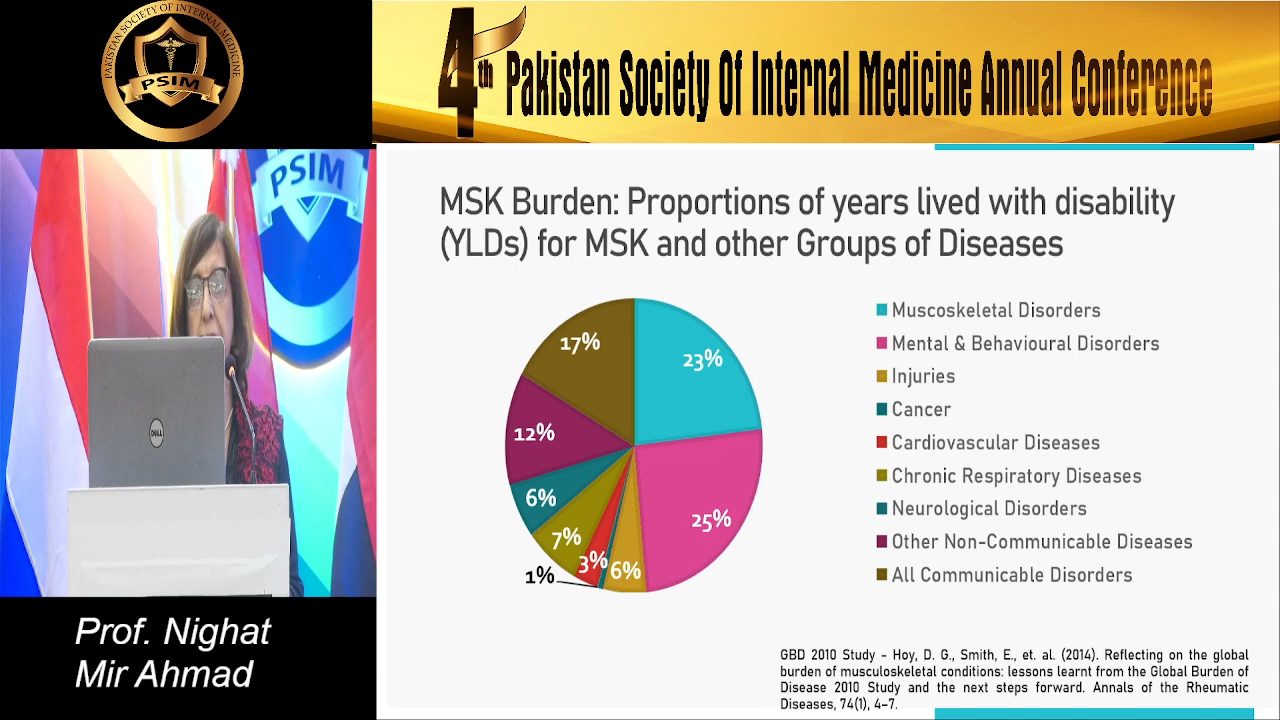 PAKISTAN SOCIETY OF INTERNAL MEDICINE
PSIM
4th Pakistan Society Of Internal Medicine Annual Conference
PSIM
DELL
Prof. Nighat
Mir Ahmad
MSK Burden: Proportions of years lived with disability
(YLDs) for MSK and other Groups of Diseases
17%
23%
12%
25%
6%
7%
3%
6%
1%
Muscoskeletal Disorders
Mental & Behavioural Disorders
Injuries
Cancer
Cardiovascular Diseases
Chronic Respiratory Diseases
Neurological Disorders
Other Non-Communicable Diseases
All Communicable Disorders
GBD 2010 Study - Hoy, D. G., Smith, E., et. al. (2014). Reflecting on the global
burden of musculoskeletal conditions: lessons learnt from the Global Burden of
Disease 2010 Study and the next steps forward. Annals of the Rheumatic
Diseases, 74(1), 4–7.